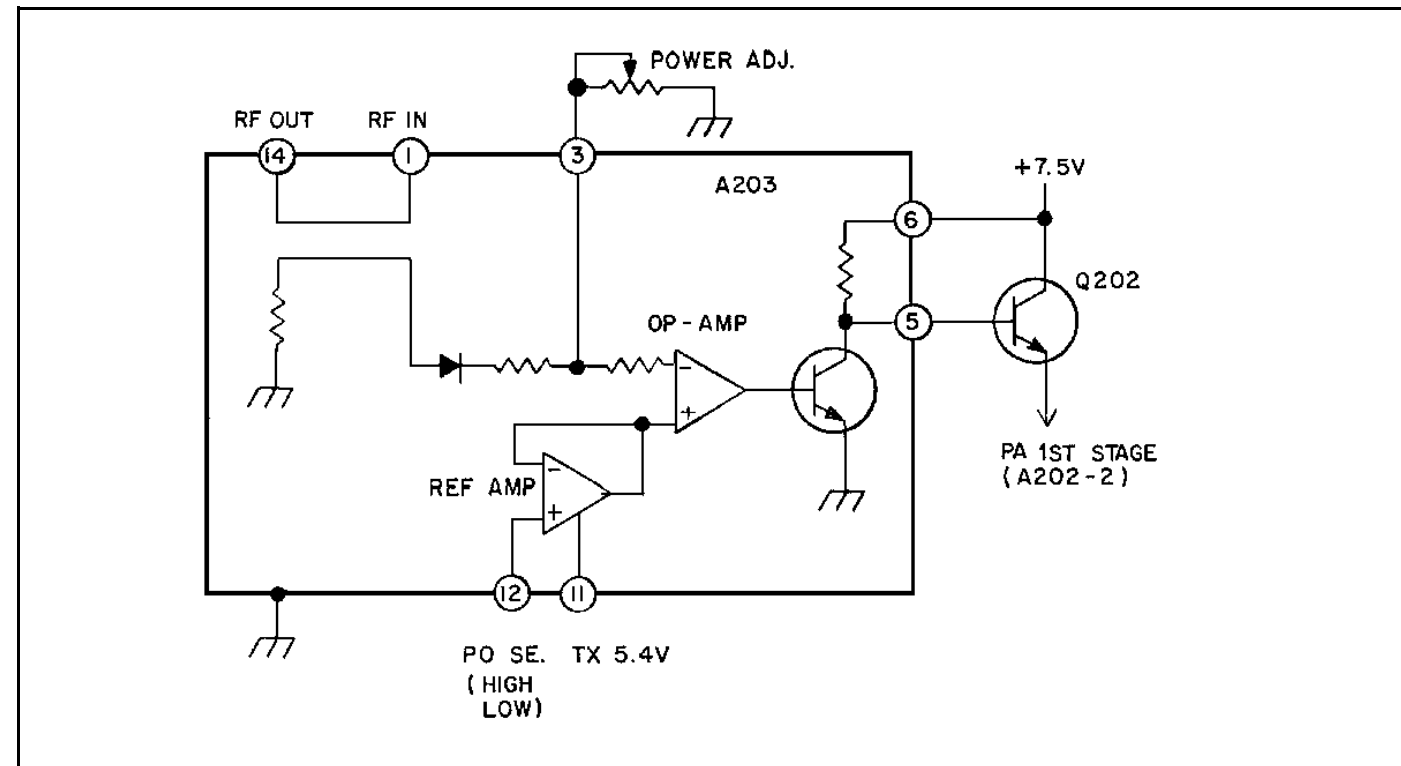 POWER ADJ.
RF OUT
RF IN
14
1
3
A203
+7.5V
6
Q202
5
OP-AMP
-
+
PA 1ST STAGE
(A202-2)
REF AMP
-
+
12
11
PO SE.
TX 5.4V
(HIGH
LOW)